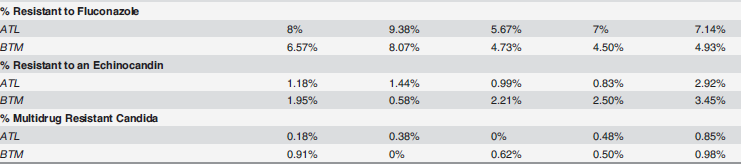 % Resistant to Fluconazole
ATL 8% 9.38% 5.67% 7% 7.14%
BTM 6.57% 8.07% 4.73% 4.50% 4.93%
% Resistant to an Echinocandin
ATL 1.18% 1.44% 0.99% 0.83% 2.92%
BTM 1.95% 0.58% 2.21% 2.50% 3.45%
% Multidrug Resistant Candida
ATL 0.18% 0.38% 0% 0.48% 0.85%
BTM 0.91% 0% 0.62% 0.50% 0.98%